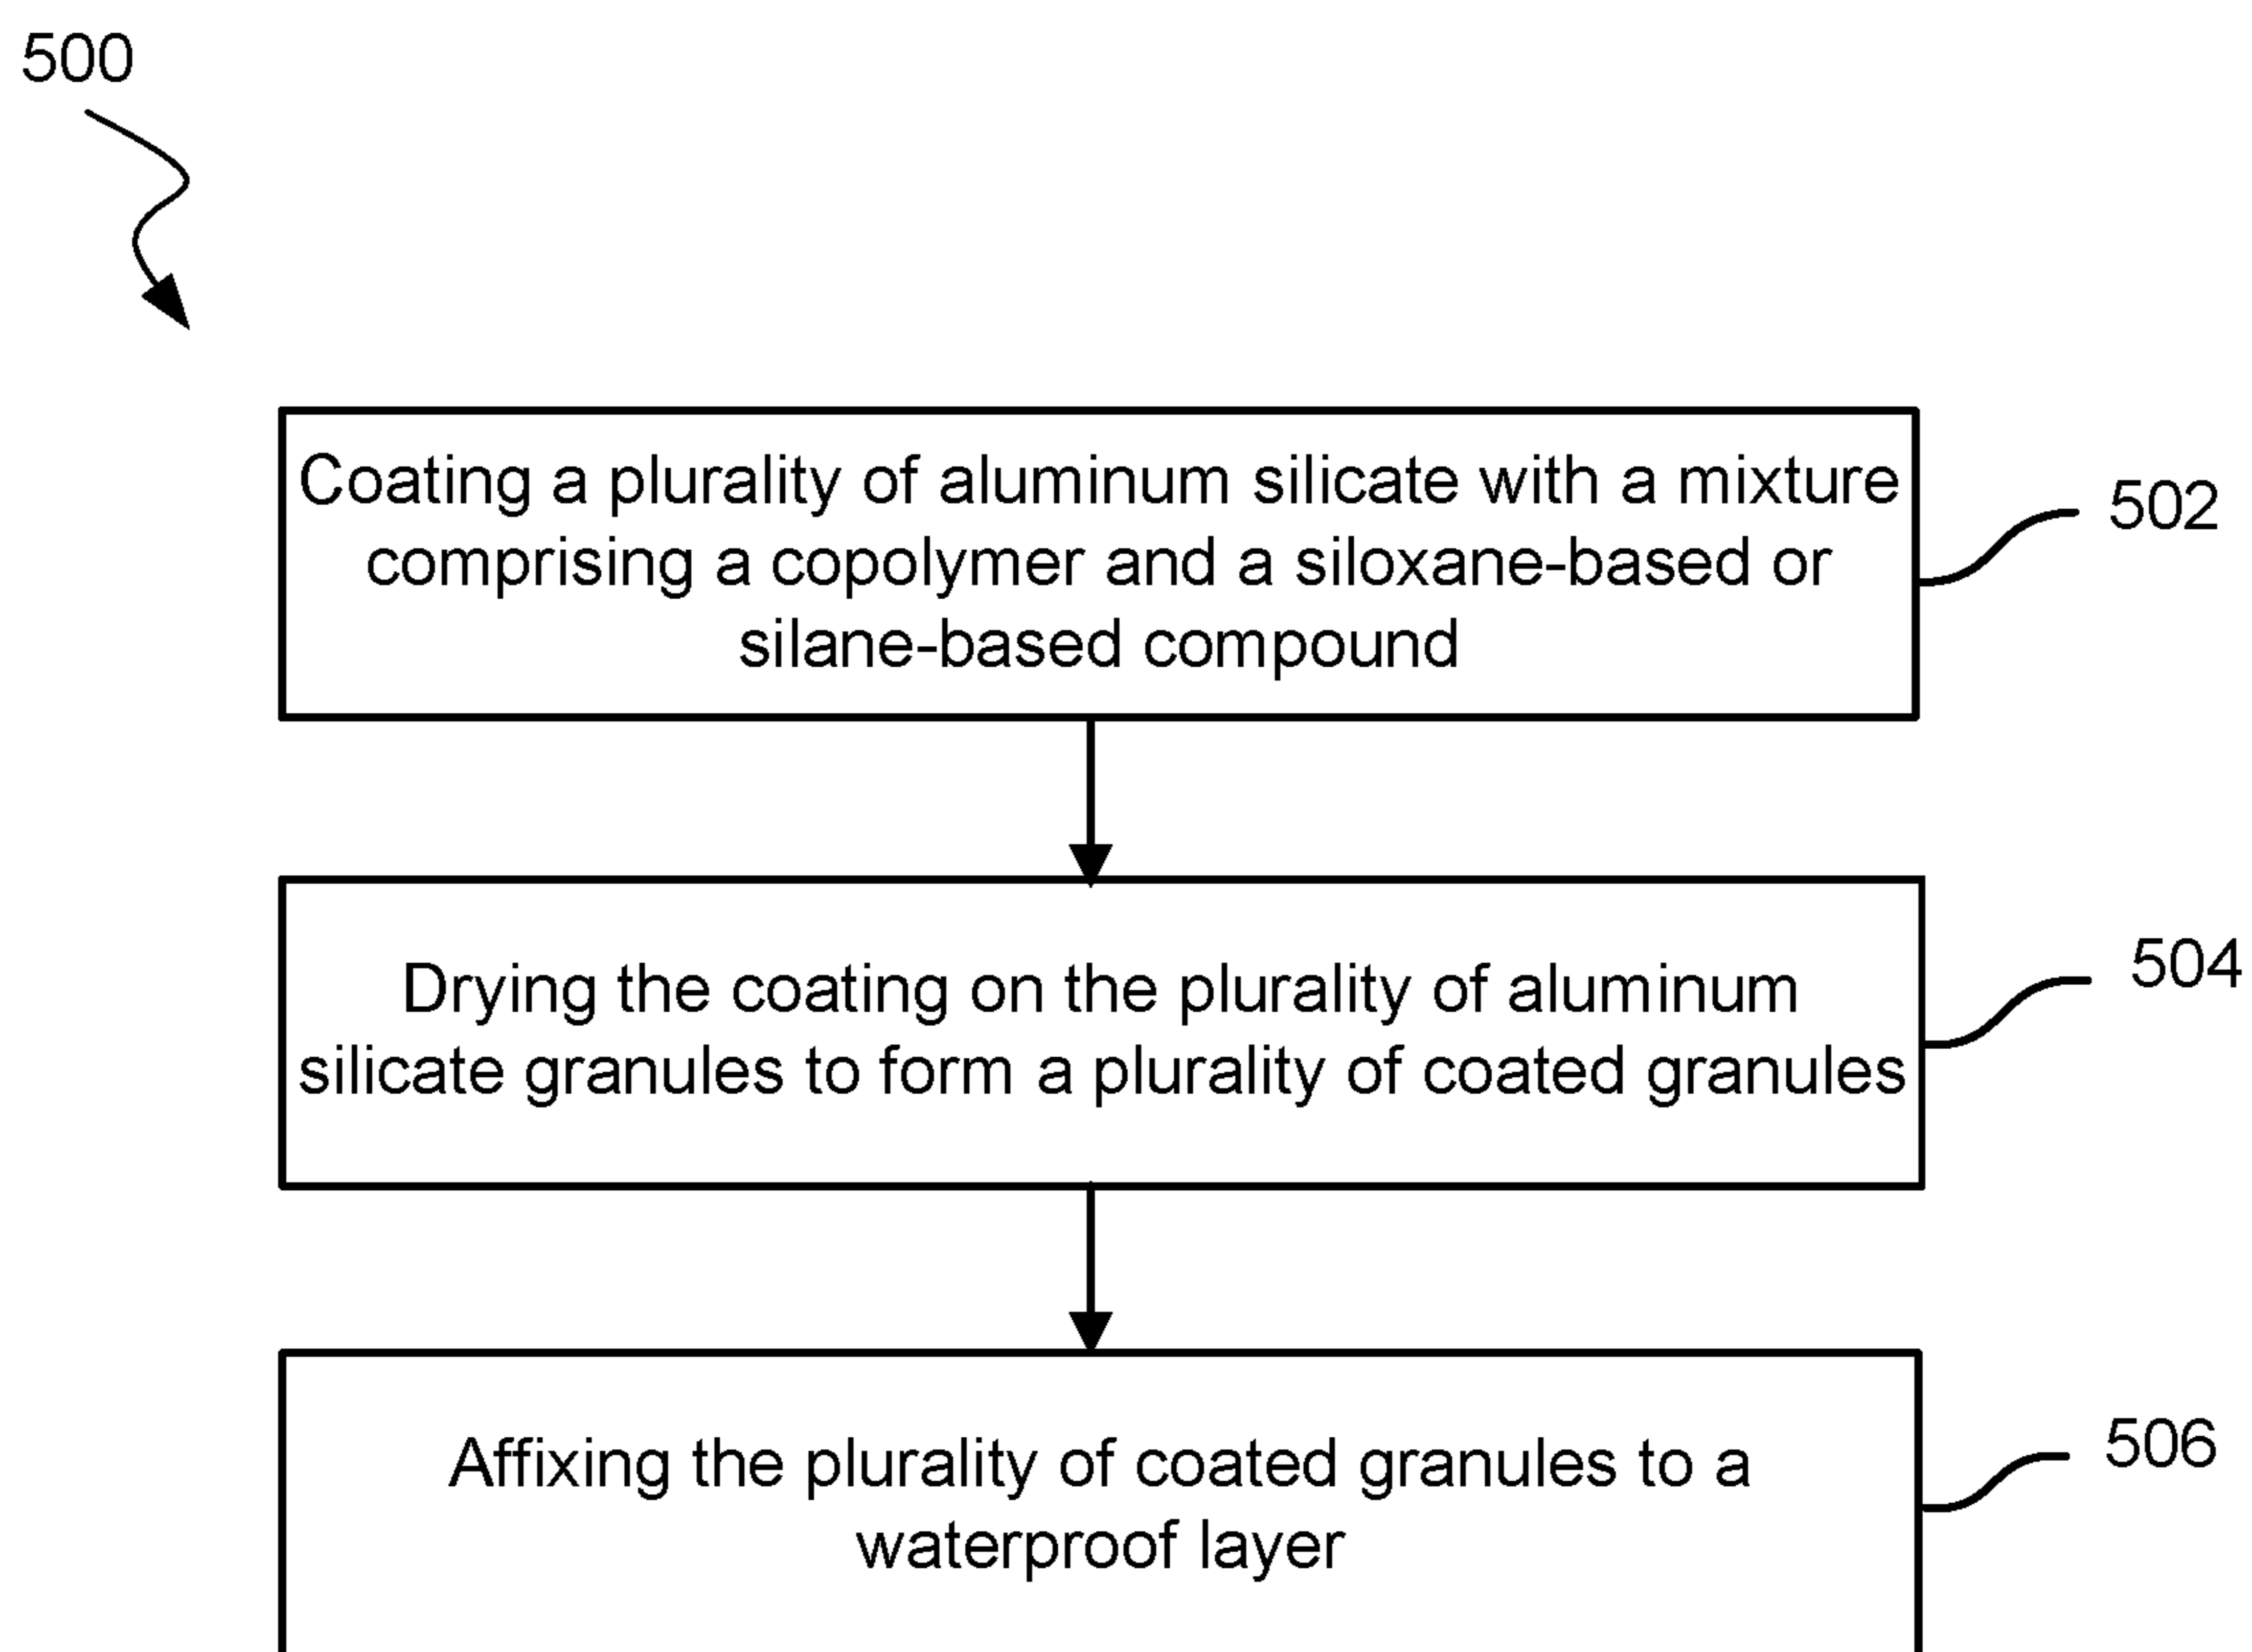 500
Coating a plurality of aluminum silicate with a mixture
comprising a copolymer and a siloxane-based or
silane-based compound
502
Drying the coating on the plurality of aluminum
silicate granules to form a plurality of coated granules
504
Affixing the plurality of coated granules to a
waterproof layer
506